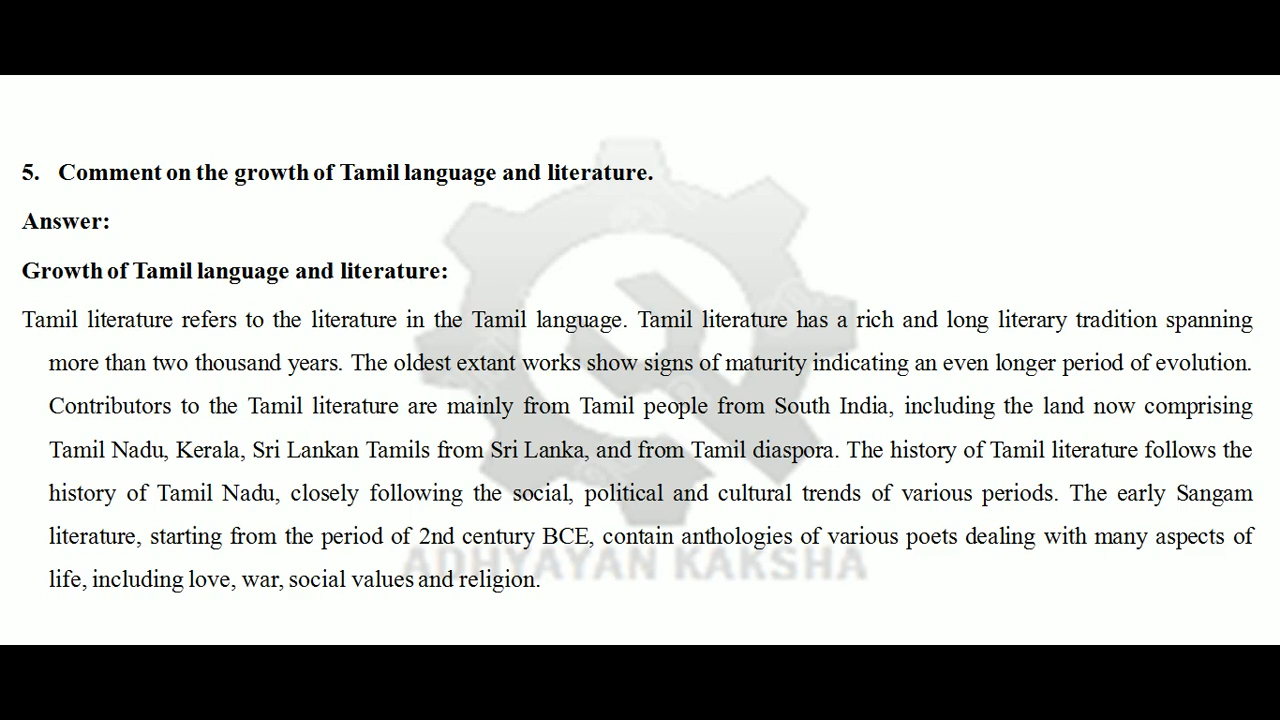 5. Comment on the growth of Tamil language and literature.
Answer:
Growth of Tamil language and literature:
Tamil literature refers to the literature in the Tamil language. Tamil literature has a rich and long literary tradition spanning
more than two thousand years. The oldest extant works show signs of maturity indicating an even longer period of evolution.
Contributors to the Tamil literature are mainly from Tamil people from South India, including the land now comprising
Tamil Nadu, Kerala, Sri Lankan Tamils from Sri Lanka, and from Tamil diaspora. The history of Tamil literature follows the
history of Tamil Nadu, closely following the social, political and cultural trends of various periods. The early Sangam
literature, starting from the period of 2nd century BCE, contain anthologies of various poets dealing with many aspects of
life, including love, war, social values and religion.
ADHYAYAN KAKSHA